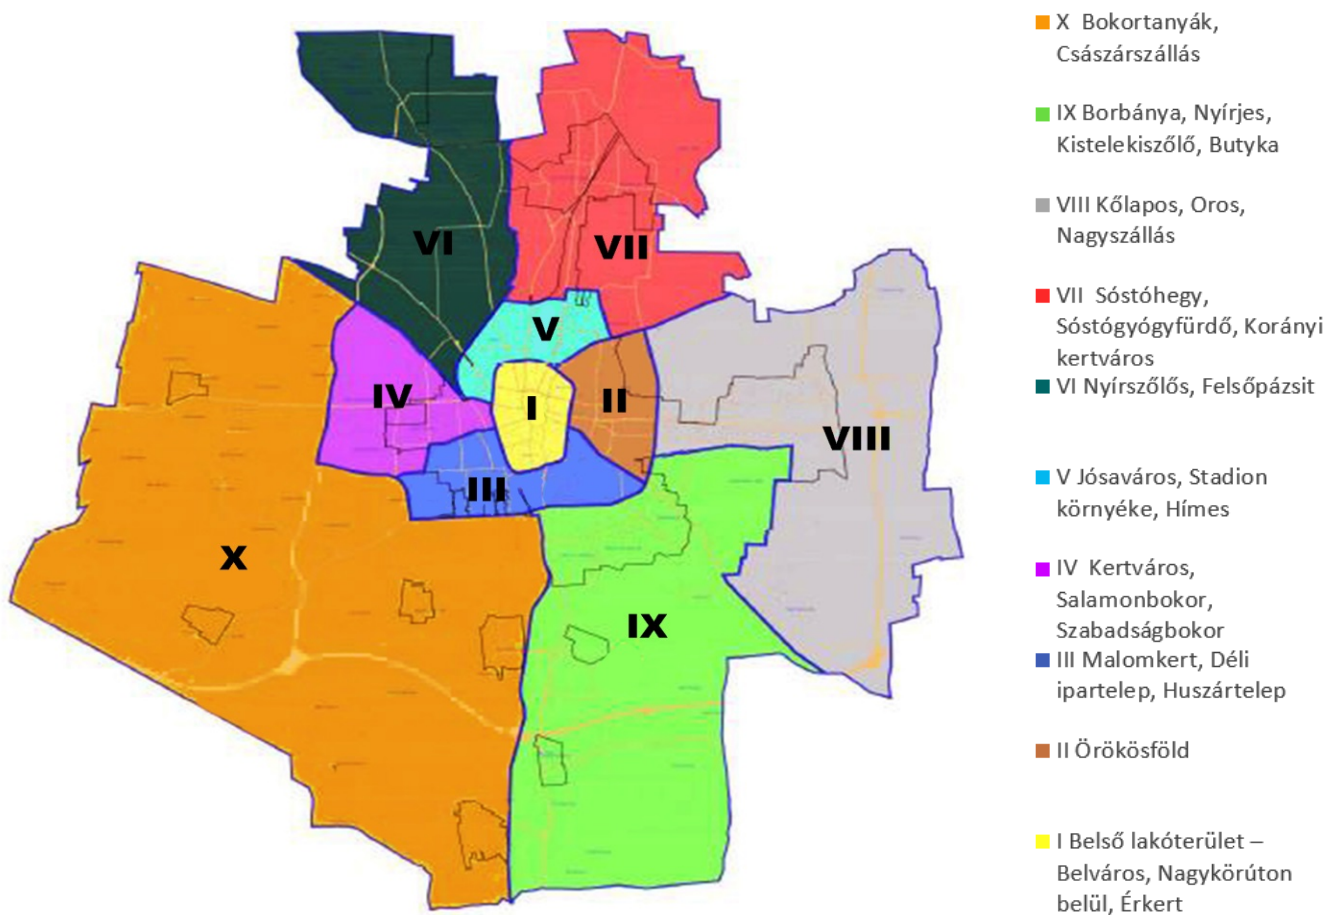 VI
VII
V
IV
I
II
VIII
III
X
IX
X Bokortanyák,
Császárszállás
IX Borbánya, Nyírjes,
Kistelekiszőlő, Butyka
VIII Kőlapos, Oros,
Nagyszállás
VII Sóstóhegy,
Sóstógyógyfürdő, Korányi
kertváros
VI Nyírszőlős, Felsőpázsit
V Jósaváros, Stadion
környéke, Hímes
IV Kertváros,
Salamonbokor,
Szabadságbokor
III Malomkert, Déli
ipartelep, Huszártelep
II Örökösföld
I Belső lakóterület –
Belváros, Nagykörúton
belül, Érkert